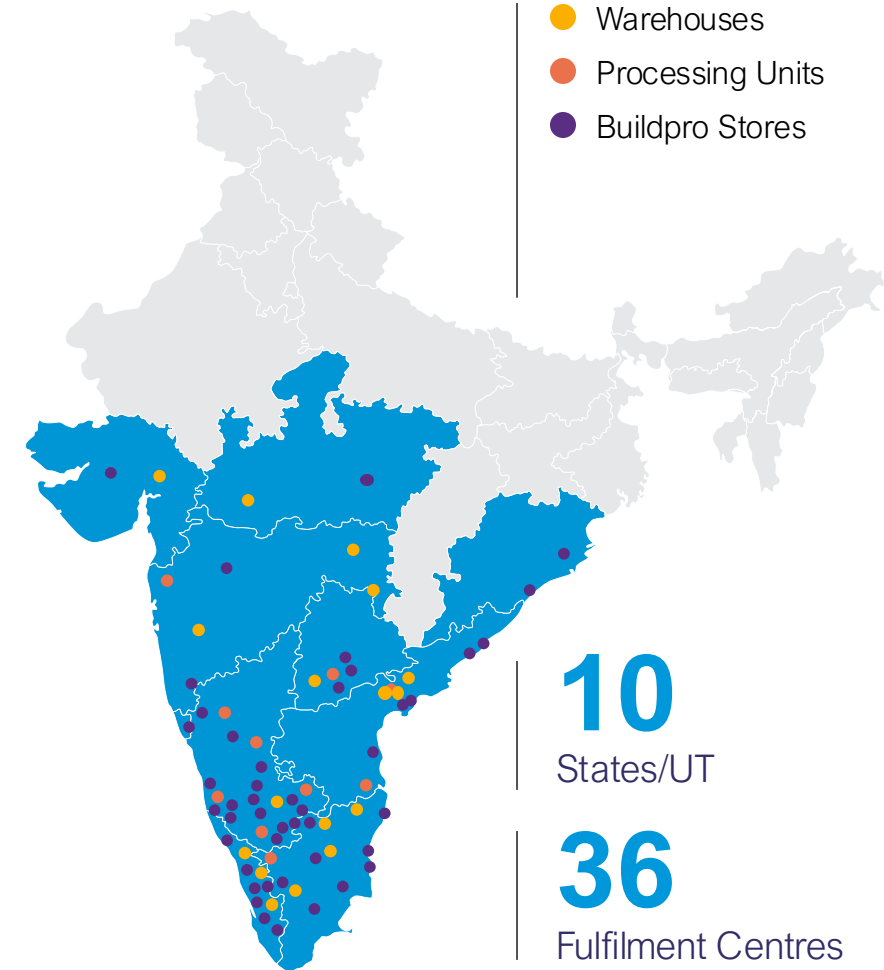 Warehouses
Processing Units
Buildpro Stores
10
States/UT
36
Fulfilment Centres